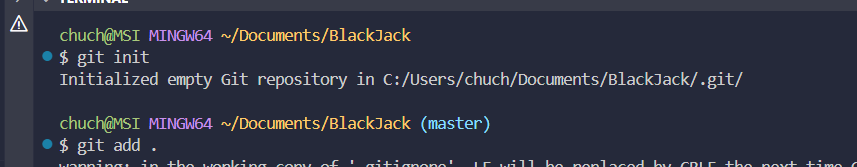 TERMINAL
chuch@MSI MINGW64 ~/Documents/BlackJack
$ git init
Initialized empty Git repository in C:/Users/chuch/Documents/BlackJack/.git/
chuch@MSI MINGW64 ~/Documents/BlackJack (master)
$ git add .
warning: in the working copy of '.gitignore', LF will be replaced by CRLF the next time